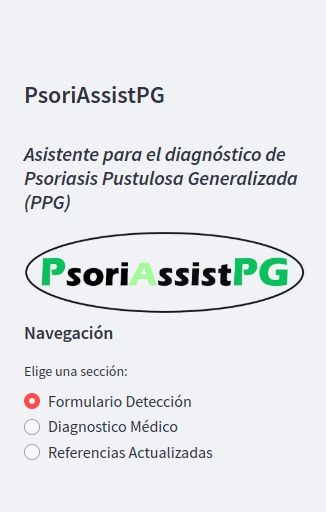 PsoriAssistPG
Asistente para el diagnóstico de
Psoriasis Pustulosa Generalizada
(PPG)
PsoriAssistPG
Navegación
Elige una sección:
Formulario Detección
Diagnostico Médico
Referencias Actualizadas